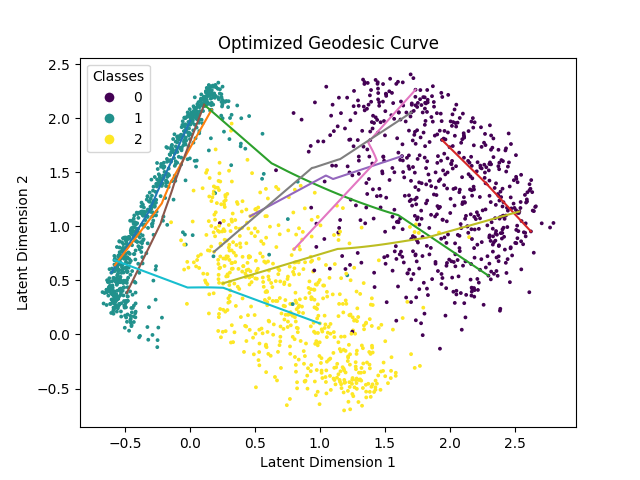 Optimized Geodesic Curve
Classes
0
1
2
2.5
2.0
1.5
1.0
0.5
0.0
−0.5
Latent Dimension 2
−0.5 0.0 0.5 1.0 1.5 2.0 2.5
Latent Dimension 1